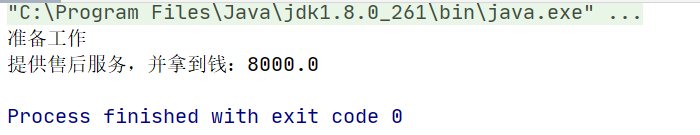 "C:\Program Files\Java\jdk1.8.0_261\bin\java.exe" ...
准备工作
提供售后服务，并拿到钱：8000.0
Process finished with exit code 0